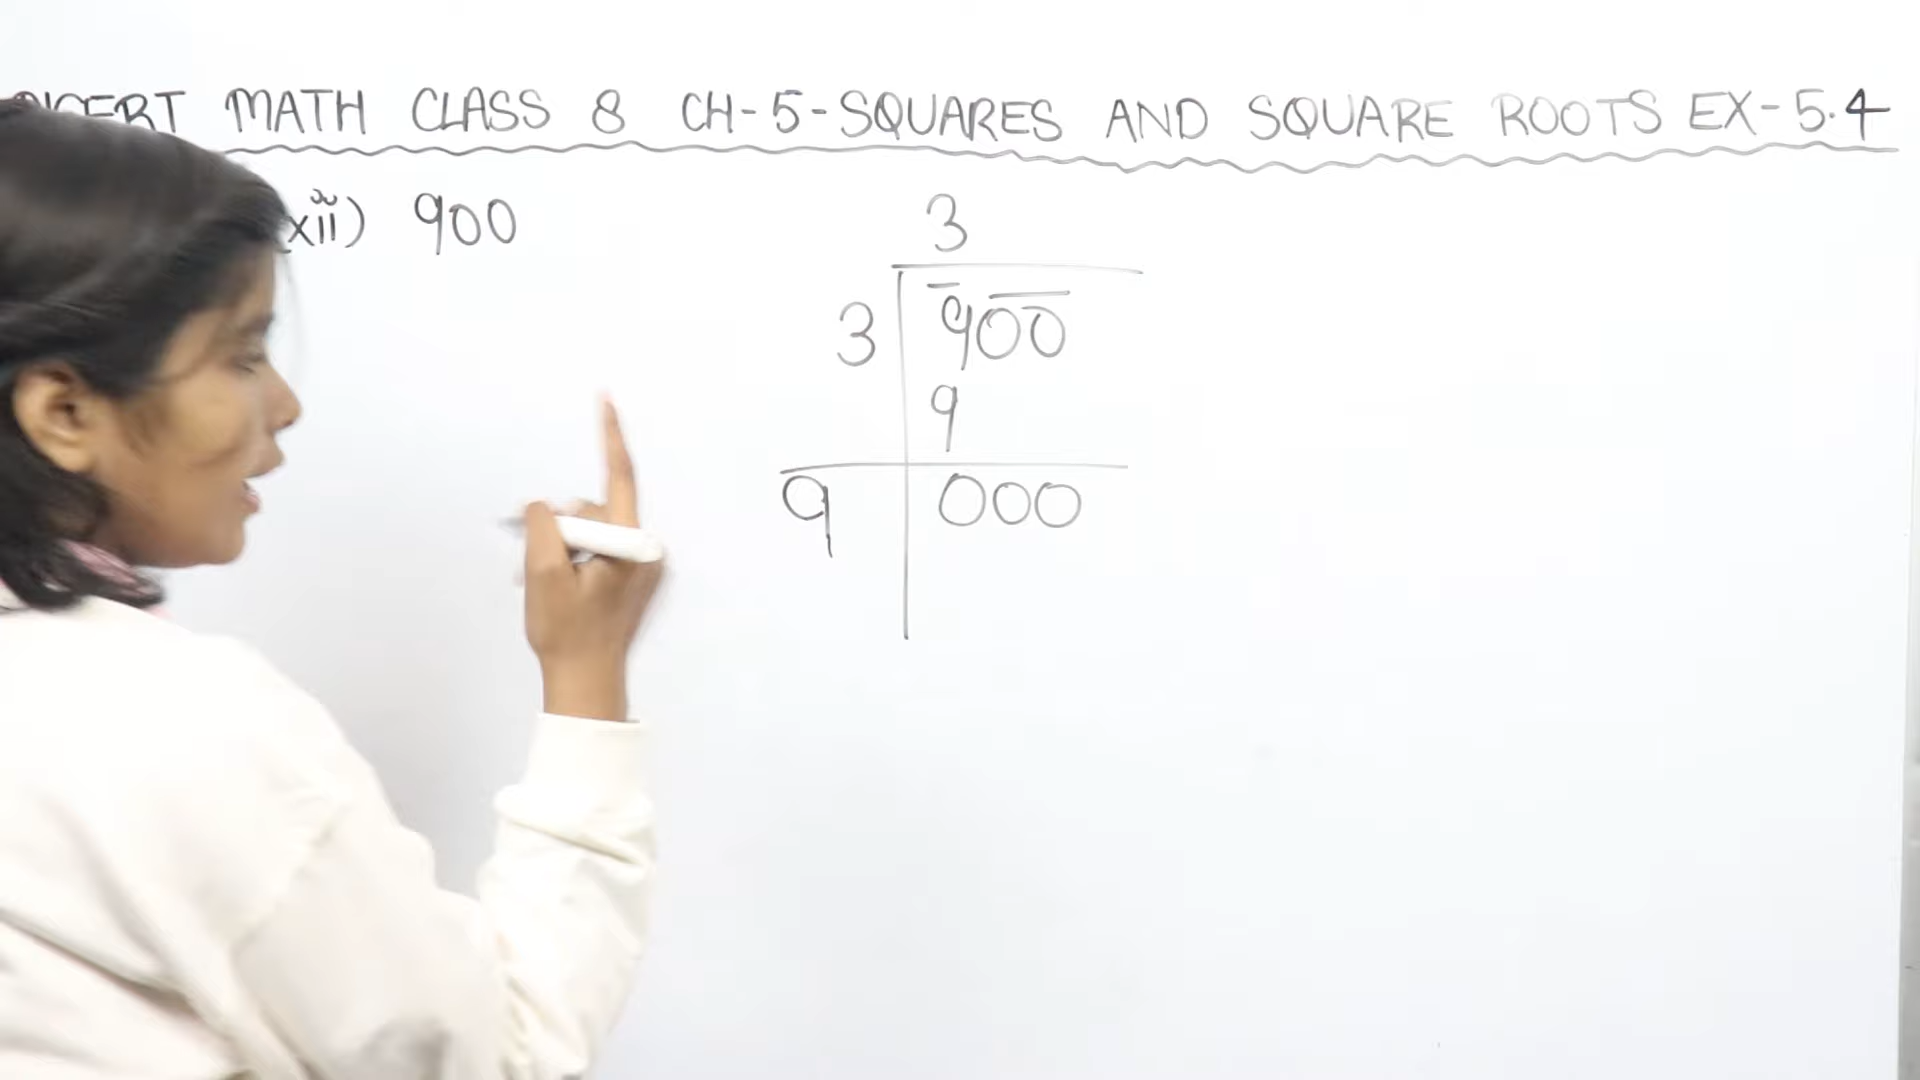 MATH CLASS 8 CH-5-SQUARES AND SQUARE ROOTS EX-5.4
(xii) 900
3
3 900
9
9 000